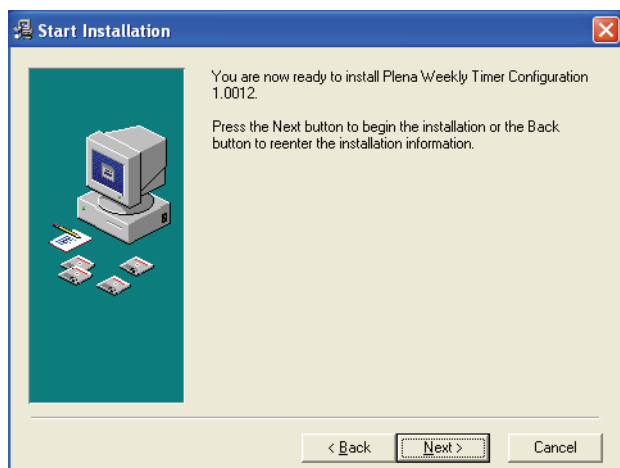 Start Installation
You are now ready to install Plena Weekly Timer Configuration
1.0012.
Press the Next button to begin the installation or the Back
button to reenter the installation information.
< Back
Next >
Cancel